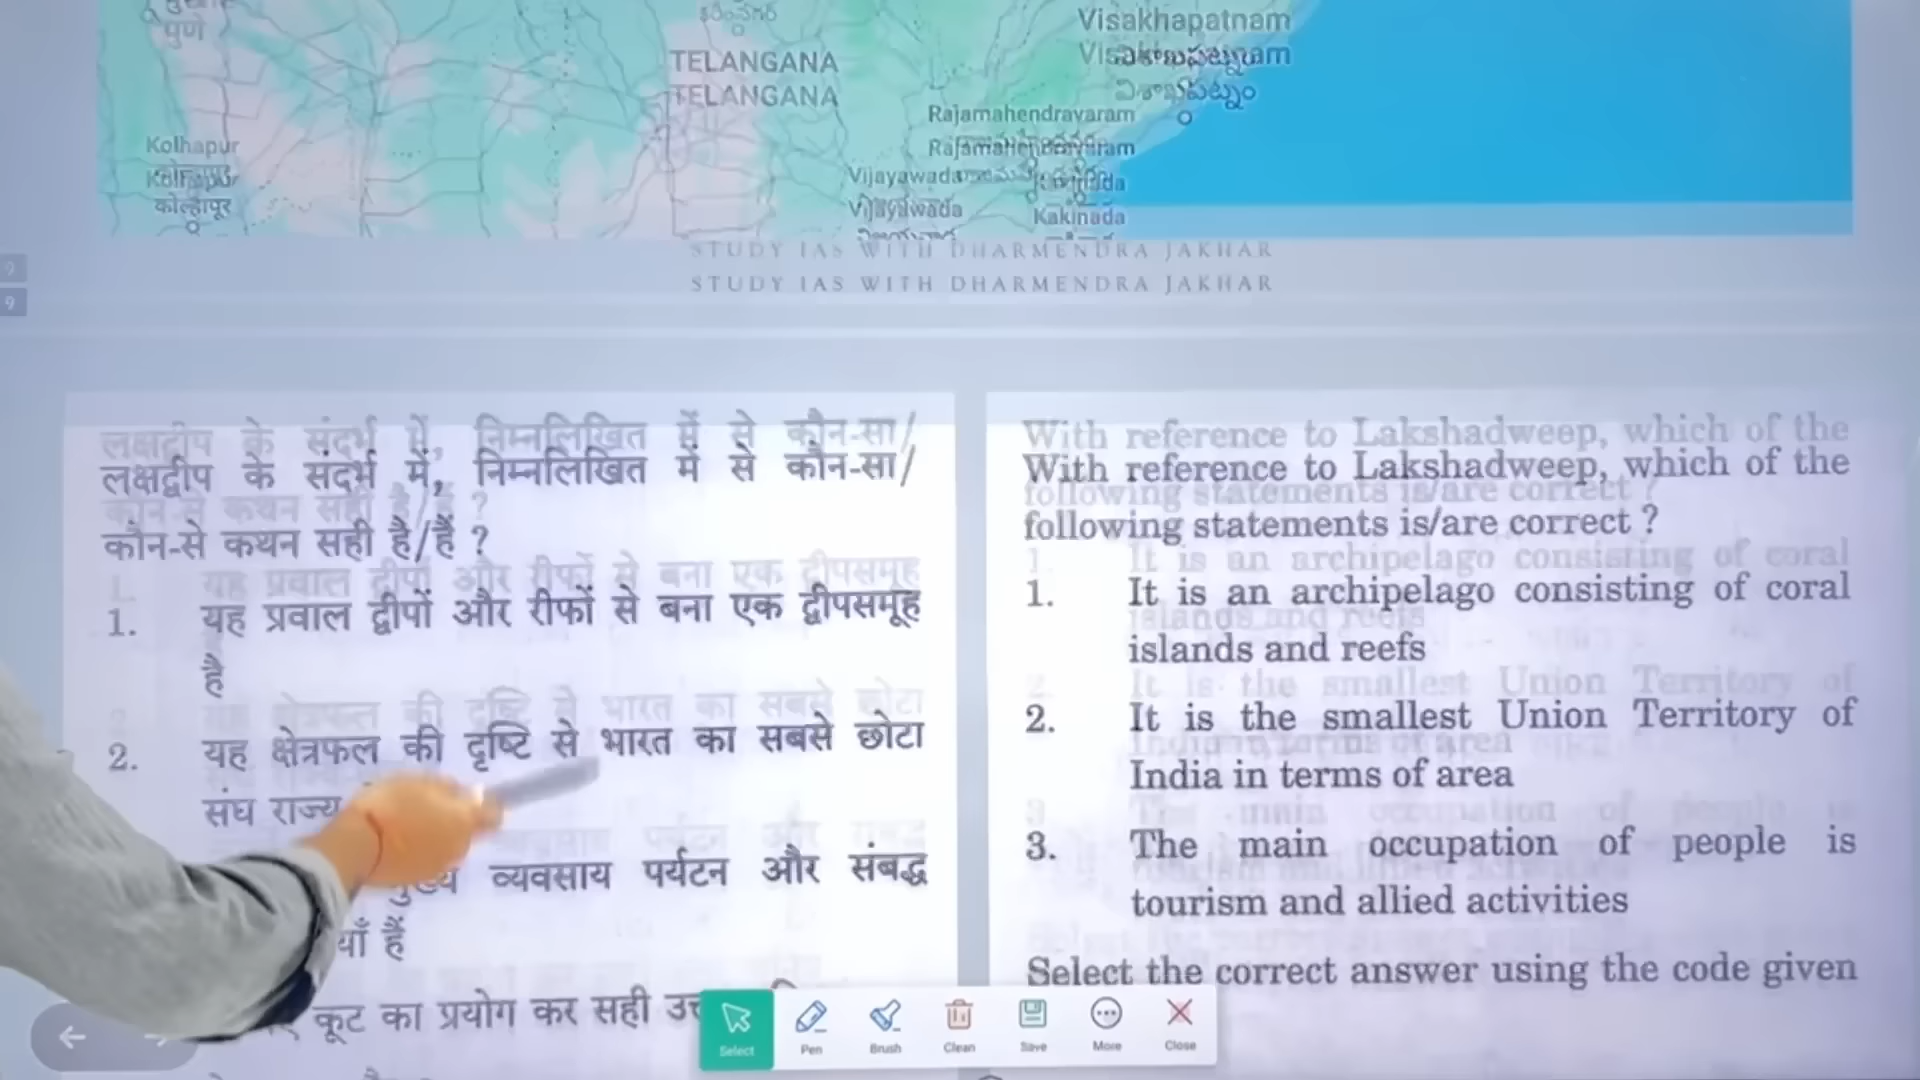 पुणे
TELANGANA
TELANGANA
Visakhapatnam
Visakhapatnam
Rajamahendravaram
Rajamahendravaram
Kolhapur
Kolhapur
कोल्हापूर
Vijayawada
Vijayawada
Kakinada
Kakinada
STUDY IAS WITH DHARMENDRA JAKHAR
STUDY IAS WITH DHARMENDRA JAKHAR
9
9
लक्षद्वीप के संदर्भ में, निम्नलिखित में से कौन-सा/
कौन-से कथन सही है/हैं ?
1. यह प्रवाल द्वीपों और रीफों से बना एक द्वीपसमूह
है
2. यह क्षेत्रफल की दृष्टि से भारत का सबसे छोटा
संघ राज्य
व्यवसाय पर्यटन और संबद्ध
हैं
कूट का प्रयोग कर सही
With reference to Lakshadweep, which of the
following statements is/are correct ?
1. It is an archipelago consisting of coral
islands and reefs
2. It is the smallest Union Territory of
India in terms of area
3. The main occupation of people is
tourism and allied activities
Select the correct answer using the code given
Select
Pen
Brush
Clean
Save
More
Close